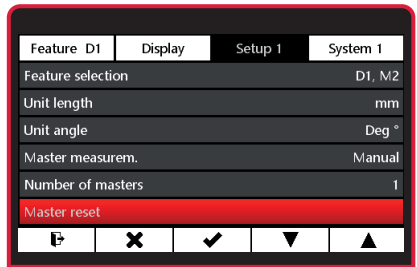 Feature D1 Display Setup 1 System 1
Feature selection D1, M2
Unit length mm
Unit angle Deg °
Master measurem. Manual
Number of masters 1
Master reset